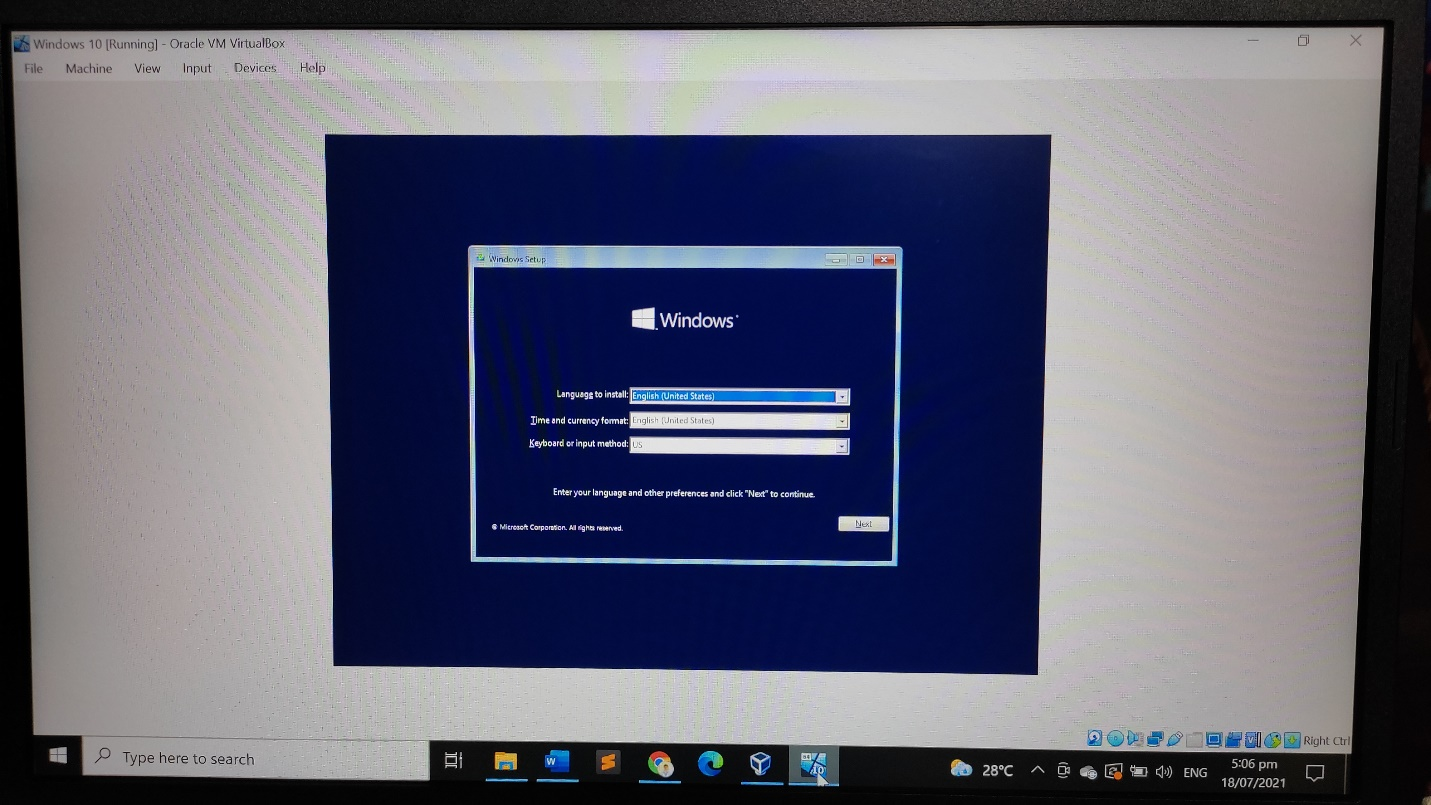 Windows 10 [Running] - Oracle VM VirtualBox
File Machine View Input Devices Help
Windows Setup
Windows
Language to install: English (United States)
Time and currency format: English (United States)
Keyboard or input method: US
Enter your language and other preferences and click "Next" to continue.
Next
© Microsoft Corporation. All rights reserved.
Right Ctrl
Type here to search
W
10
28°C
ENG
5:06 pm
18/07/2021